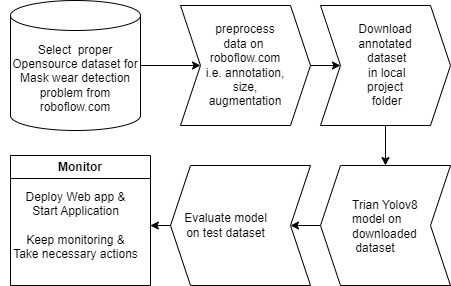 Select proper
Opensource dataset for
Mask wear detection
problem from
roboflow.com
preprocess
data on
roboflow.com
i.e. annotation,
size,
augmentation
Download
annotated
dataset
in local
project
folder
Trian Yolov8
model on
downloaded
dataset
Evaluate model
on test dataset
Monitor
Deploy Web app &
Start Application
Keep monitoring &
Take necessary actions